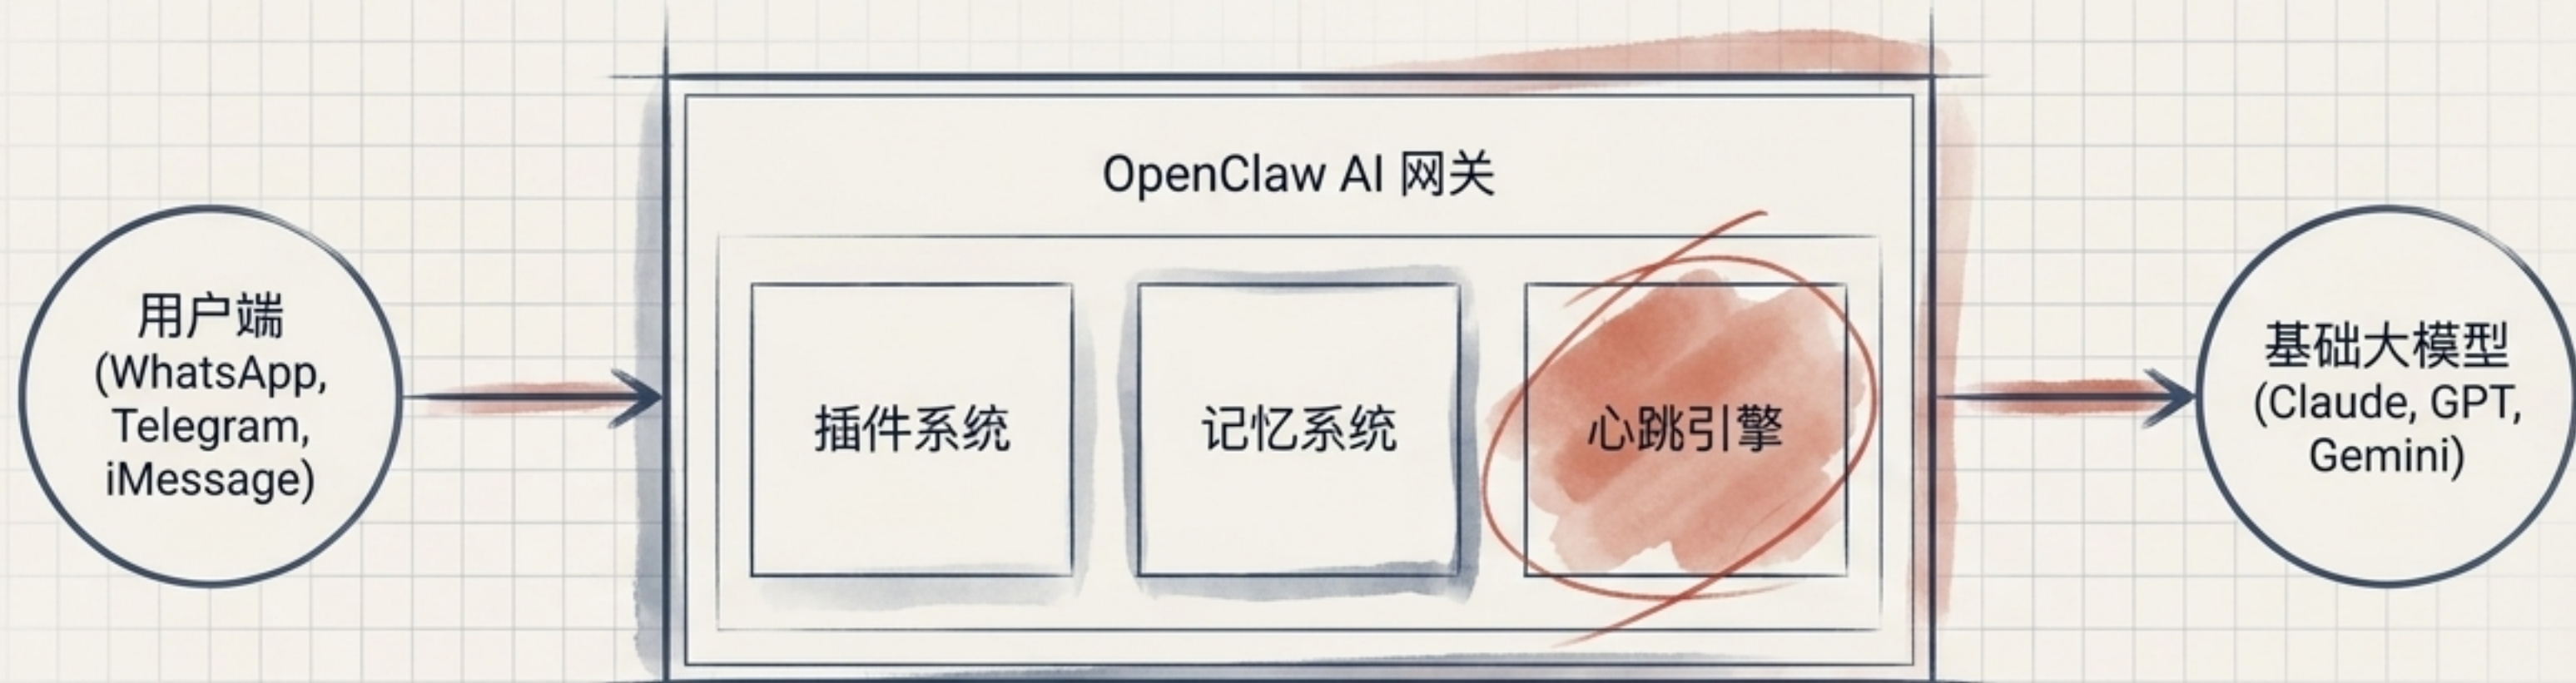 OpenClaw AI 网关
用户端
(WhatsApp,
Telegram,
iMessage)
插件系统
记忆系统
心跳引擎
基础大模型
(Claude, GPT,
Gemini)